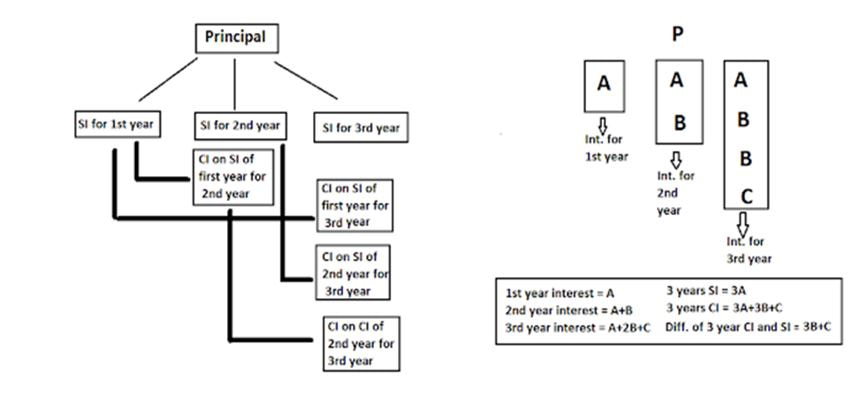 Principal
SI for 1st year
SI for 2nd year
SI for 3rd year
CI on SI of
first year for
2nd year
CI on SI of
first year for
3rd year
CI on SI of
2nd year for
3rd year
CI on CI of
2nd year for
3rd year
P
A
Int. for
1st year
A
B
Int. for
2nd
year
A
B
B
C
Int. for
3rd year
1st year interest = A
2nd year interest = A+B
3rd year interest = A+2B+C
3 years SI = 3A
3 years CI = 3A+3B+C
Diff. of 3 year CI and SI = 3B+C